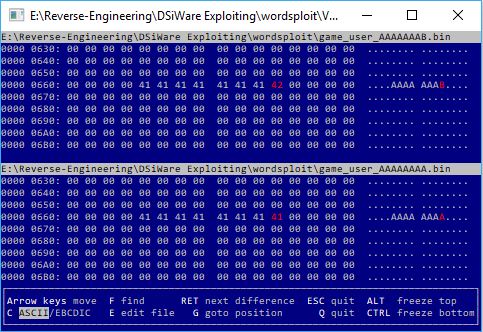 E:\Reverse-Engineering\DSiWare Exploiting\wordsploit\V...
E:\Reverse-Engineering\DSiWare Exploiting\wordsploit\game_user_AAAAAAAB.bin
0000 0630: 00 00 00 00 00 00 00 00 00 00 00 00 00 00 00 00 ........ ........
0000 0640: 00 00 00 00 00 00 00 00 00 00 00 00 00 00 00 00 ........ ........
0000 0650: 00 00 00 00 00 00 00 00 00 00 00 00 00 00 00 00 ........ ........
0000 0660: 00 00 00 00 41 41 41 41 41 41 41 42 00 00 00 00 ....AAAA AAAB....
0000 0670: 00 00 00 00 00 00 00 00 00 00 00 00 00 00 00 00 ........ ........
0000 0680: 00 00 00 00 00 00 00 00 00 00 00 00 00 00 00 00 ........ ........
0000 0690: 00 00 00 00 00 00 00 00 00 00 00 00 00 00 00 00 ........ ........
0000 06A0: 00 00 00 00 00 00 00 00 00 00 00 00 00 00 00 00 ........ ........
0000 06B0: 00 00 00 00 00 00 00 00 00 00 00 00 00 00 00 00 ........ ........
E:\Reverse-Engineering\DSiWare Exploiting\wordsploit\game_user_AAAAAAAA.bin
0000 0630: 00 00 00 00 00 00 00 00 00 00 00 00 00 00 00 00 ........ ........
0000 0640: 00 00 00 00 00 00 00 00 00 00 00 00 00 00 00 00 ........ ........
0000 0650: 00 00 00 00 00 00 00 00 00 00 00 00 00 00 00 00 ........ ........
0000 0660: 00 00 00 00 41 41 41 41 41 41 41 41 00 00 00 00 ....AAAA AAAA....
0000 0670: 00 00 00 00 00 00 00 00 00 00 00 00 00 00 00 00 ........ ........
0000 0680: 00 00 00 00 00 00 00 00 00 00 00 00 00 00 00 00 ........ ........
0000 0690: 00 00 00 00 00 00 00 00 00 00 00 00 00 00 00 00 ........ ........
0000 06A0: 00 00 00 00 00 00 00 00 00 00 00 00 00 00 00 00 ........ ........
0000 06B0: 00 00 00 00 00 00 00 00 00 00 00 00 00 00 00 00 ........ ........
Arrow keys move F find RET next difference ESC quit ALT freeze top
C ASCII/EBCDIC E edit file G goto position Q quit CTRL freeze bottom